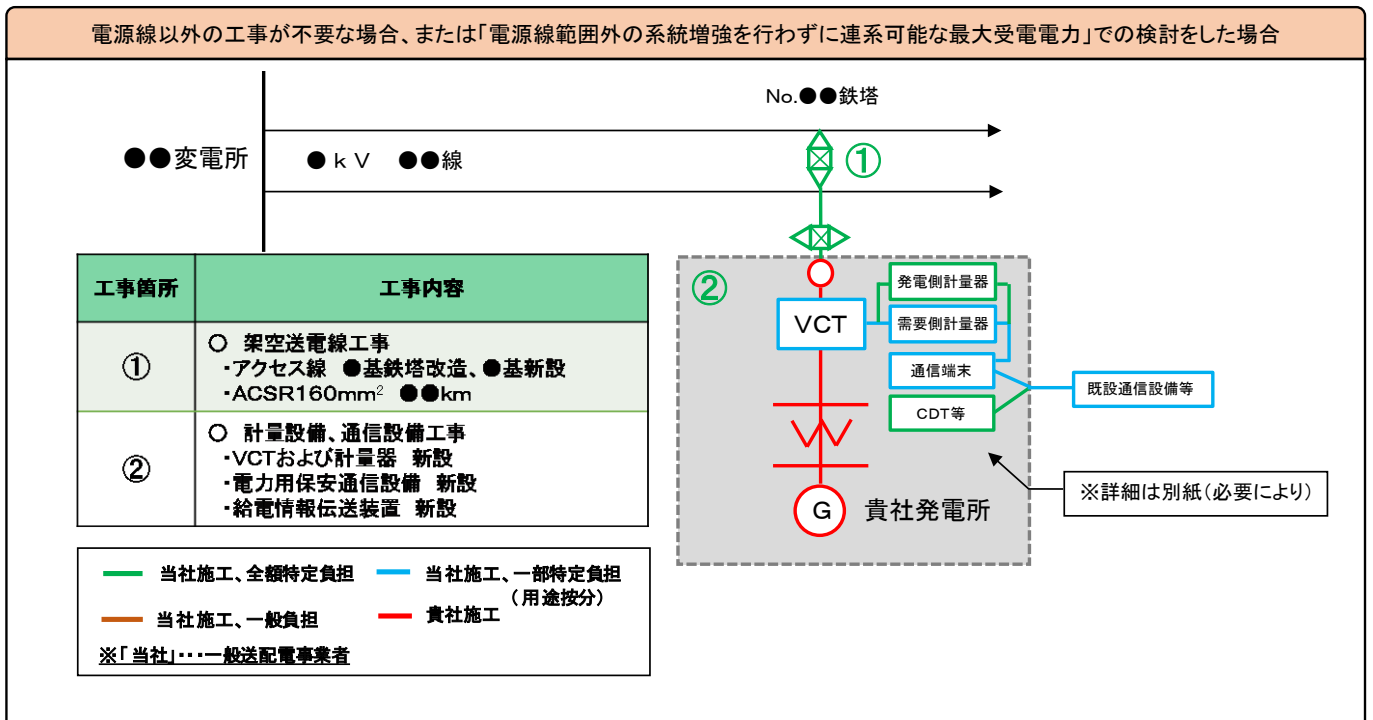 電源線以外の工事が不要な場合、または「電源線範囲外の系統増強を行わずに連系可能な最大受電電力」での検討をした場合
No.●●鉄塔
●●変電所
●ｋＶ ●●線
①
②
工事箇所 工事内容
① ○ 架空送電線工事
・アクセス線 ●基鉄塔改造、●基新設
・ACSR160mm² ●●km
② ○ 計量設備、通信設備工事
・VCTおよび計量器 新設
・電力用保安通信設備 新設
・給電情報伝送装置 新設
VCT
発電側計量器
需要側計量器
通信端末
CDT等
既設通信設備等
※詳細は別紙(必要により)
G 貴社発電所
当社施工、全額特定負担
当社施工、一部特定負担
(用途按分)
当社施工、一般負担
貴社施工
※「当社」・・・一般送配電事業者